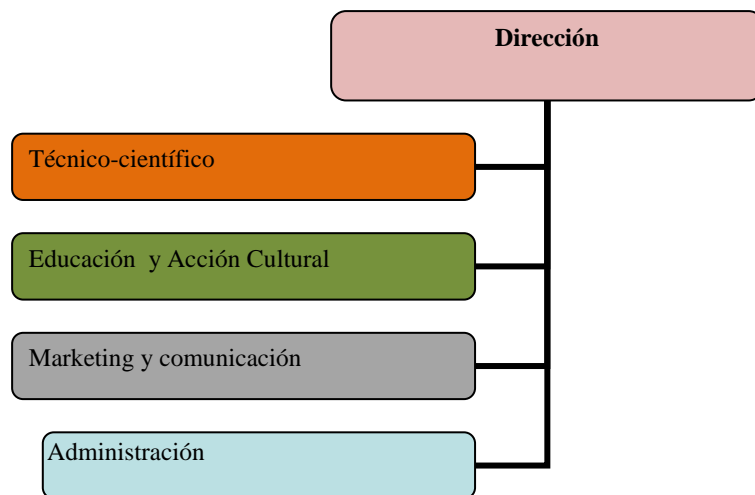 Dirección
Técnico-científico
Educación y Acción Cultural
Marketing y comunicación
Administración